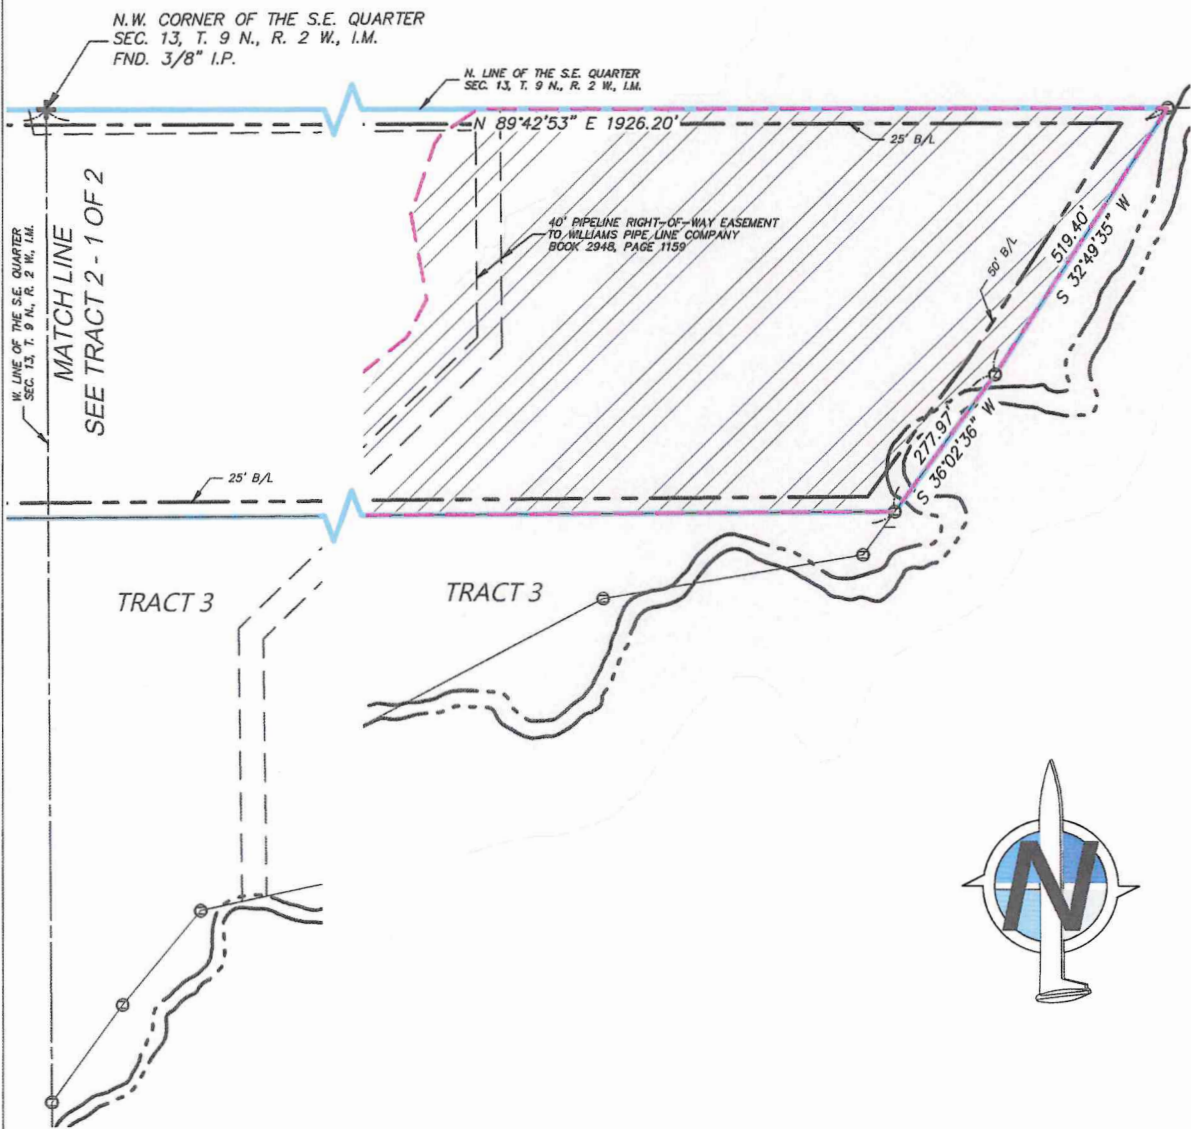 N.W. CORNER OF THE S.E. QUARTER
SEC. 13, T. 9 N., R. 2 W., I.M.
FND. 3/8" I.P.
N. LINE OF THE S.E. QUARTER
SEC. 13, T. 9 N., R. 2 W., I.M.
N 89°42'53" E 1926.20'
25' B/L
40' PIPELINE RIGHT-OF-WAY EASEMENT
TO WILLIAMS PIPE LINE COMPANY
BOOK 2948, PAGE 1159
W. LINE OF THE S.E. QUARTER
SEC. 13, T. 9 N., R. 2 W., I.M.
MATCH LINE
SEE TRACT 2 - 1 OF 2
50' B/L
519.40'
S 32°49'35" W
277.97'
S 36°02'36" W
25' B/L
TRACT 3
TRACT 3
N